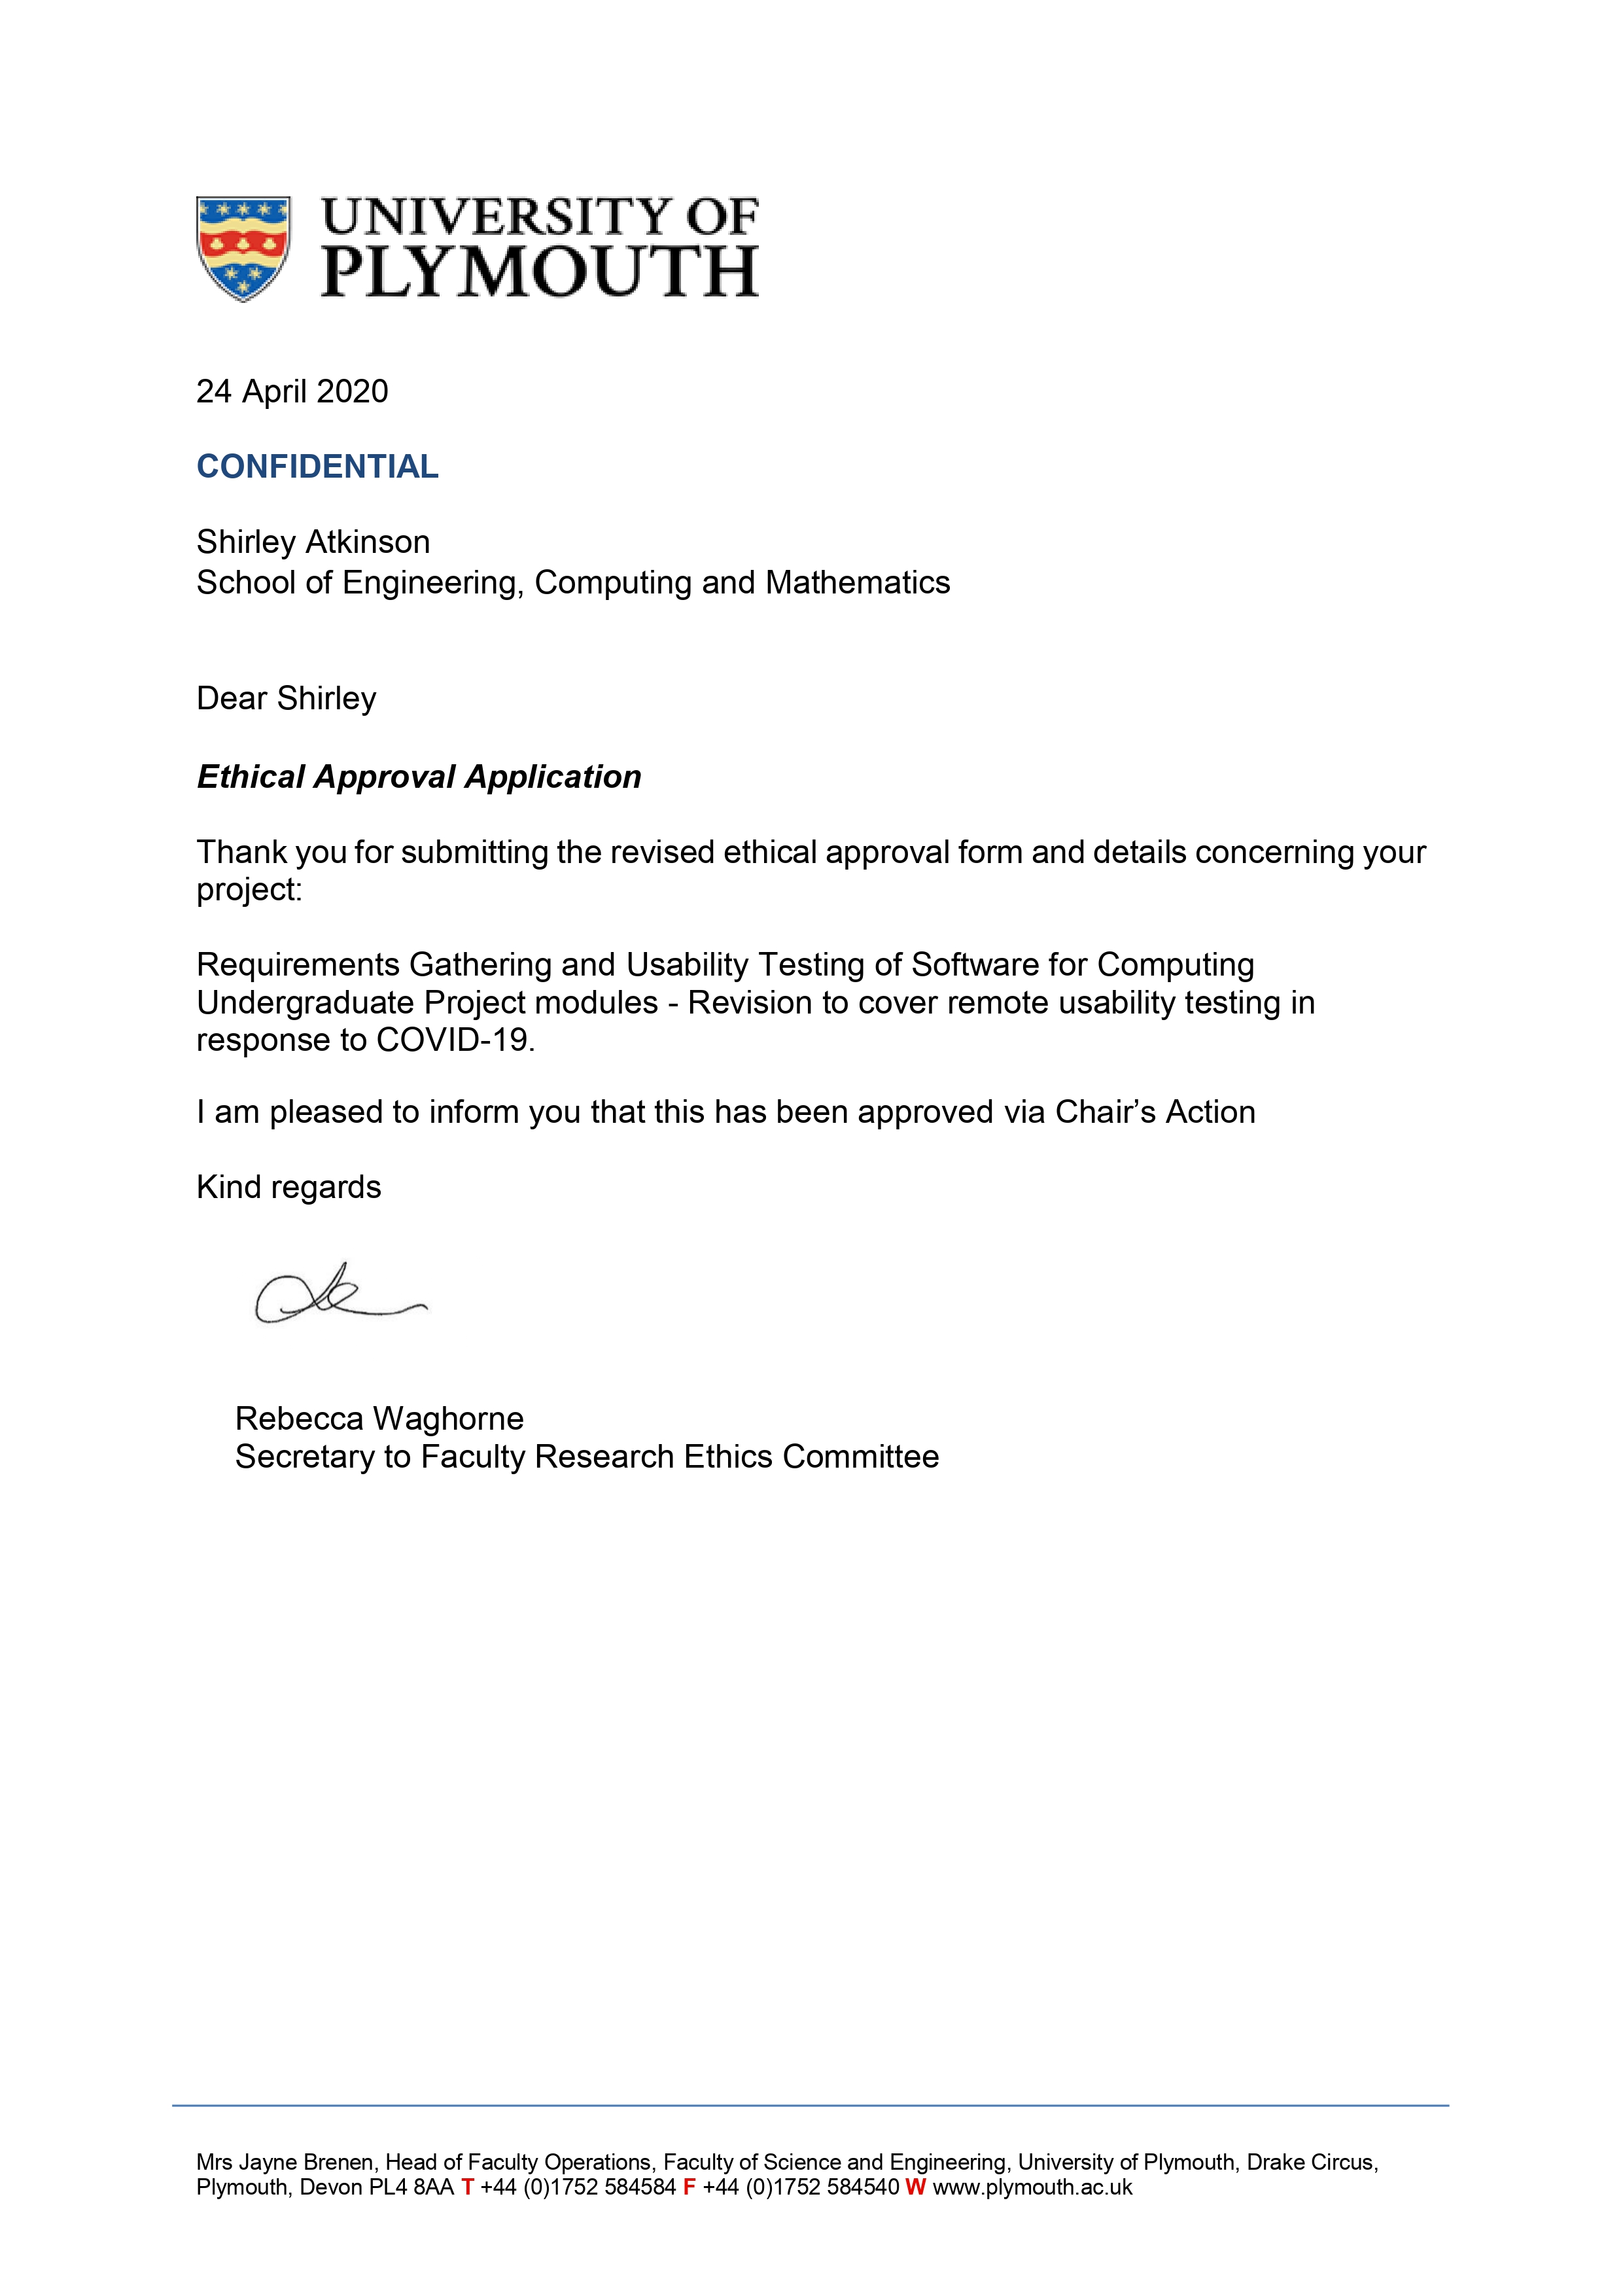 UNIVERSITY OF
PLYMOUTH
24 April 2020
CONFIDENTIAL
Shirley Atkinson
School of Engineering, Computing and Mathematics
Dear Shirley
Ethical Approval Application
Thank you for submitting the revised ethical approval form and details concerning your
project:
Requirements Gathering and Usability Testing of Software for Computing
Undergraduate Project modules - Revision to cover remote usability testing in
response to COVID-19.
I am pleased to inform you that this has been approved via Chair’s Action
Kind regards
Rebecca Waghorne
Secretary to Faculty Research Ethics Committee
Mrs Jayne Brenen, Head of Faculty Operations, Faculty of Science and Engineering, University of Plymouth, Drake Circus,
Plymouth, Devon PL4 8AA T +44 (0)1752 584584 F +44 (0)1752 584540 W www.plymouth.ac.uk